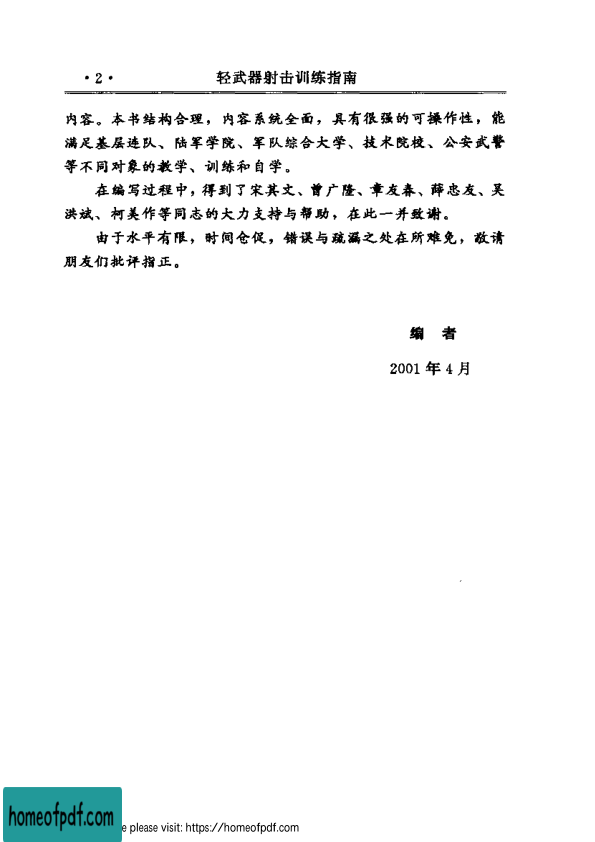 ·2· 轻武器射击训练指南
内容。本书结构合理，内容系统全面，具有很强的可操作性，能
满足基层连队、陆军学院、军队综合大学、技术院校、公安武警
等不同对象的教学、训练和自学。
在编写过程中，得到了宋其文、曾广隆、章友春、薛忠友、吴
洪斌、柯美作等同志的大力支持与帮助，在此一并致谢。
由于水平有限，时间仓促，错误与疏漏之处在所难免，敬请
朋友们批评指正。
编 者
2001年4月
homeofpdf.com
e please visit: https://homeofpdf.com